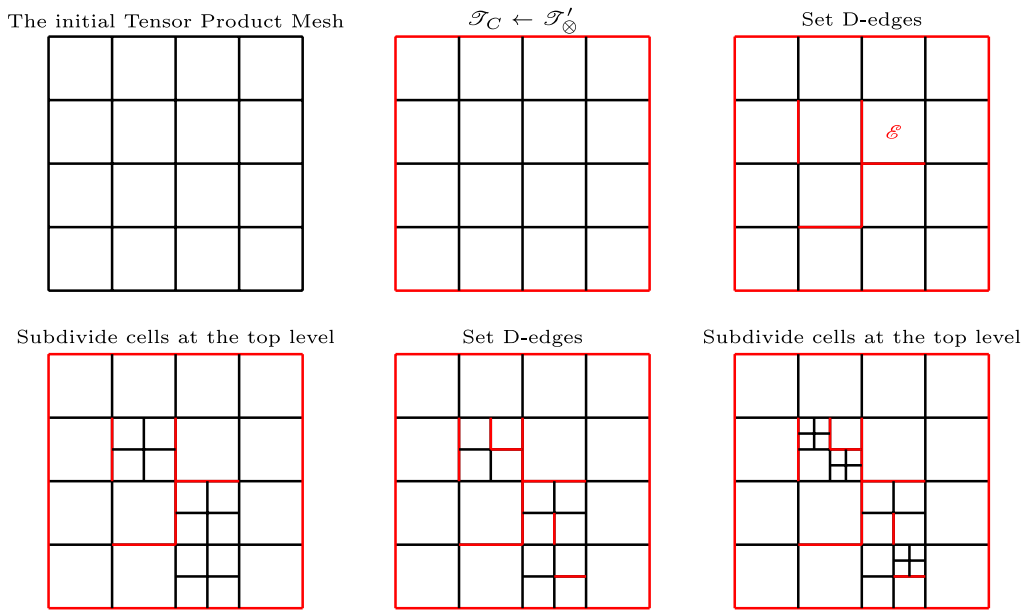 The initial Tensor Product Mesh
𝒯_C ← 𝒯′_⊗
Set D-edges
ℰ
Subdivide cells at the top level
Set D-edges
Subdivide cells at the top level